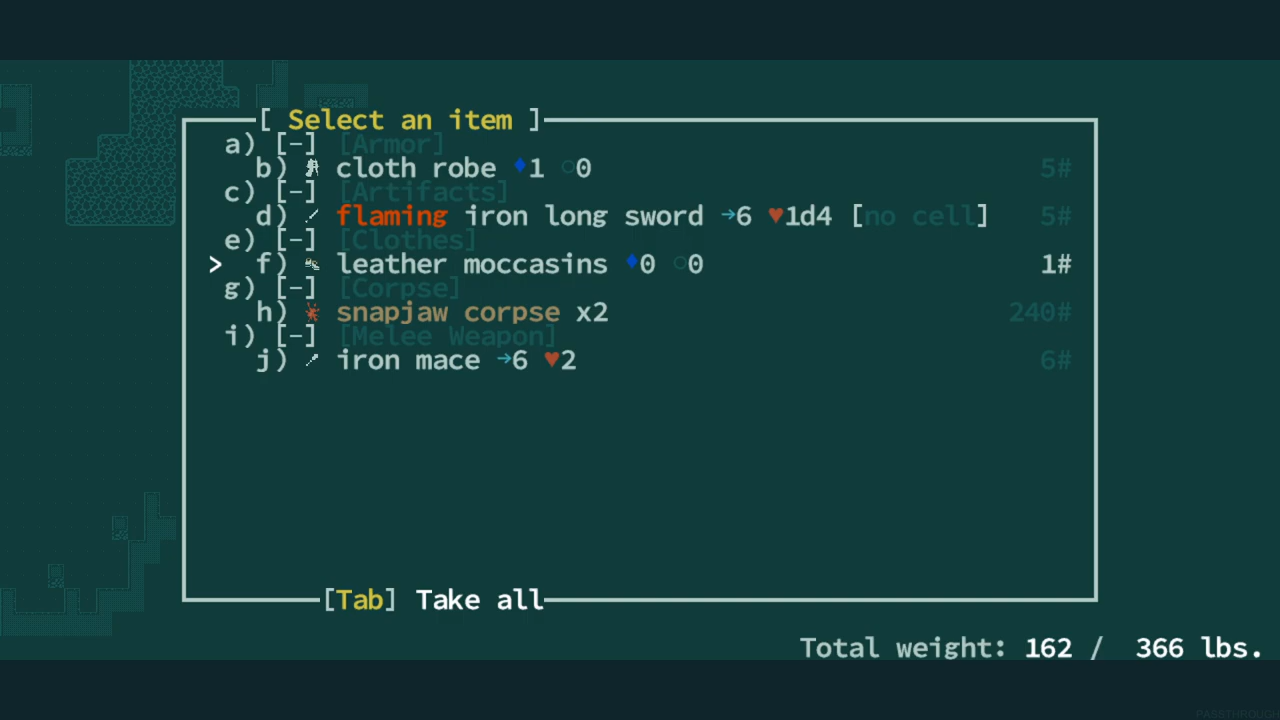 [ Select an item ]
a) [-] [Armor]
b) cloth robe ♦1 ○0 5#
c) [-] [Artifacts]
d) flaming iron long sword →6 ♥1d4 [no cell] 5#
e) [-] [Clothes]
> f) leather moccasins ♦0 ○0 1#
g) [-] [Corpse]
h) snapjaw corpse x2 240#
i) [-] [Melee Weapon]
j) iron mace →6 ♥2 6#
[Tab] Take all
Total weight: 162 / 366 lbs.